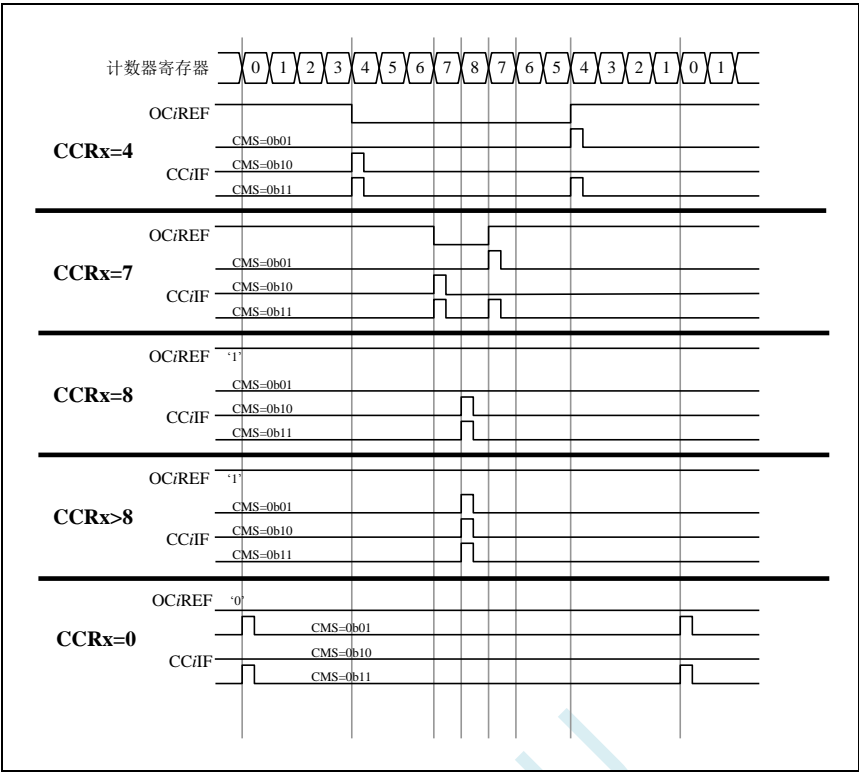 计数器寄存器 0 1 2 3 4 5 6 7 8 7 6 5 4 3 2 1 0 1
OCiREF
CCRx=4
CMS=0b01
CCiIF
CMS=0b10
CMS=0b11
OCiREF
CCRx=7
CMS=0b01
CCiIF
CMS=0b10
CMS=0b11
OCiREF ‘1’
CCRx=8
CMS=0b01
CCiIF
CMS=0b10
CMS=0b11
OCiREF ‘1’
CCRx>8
CMS=0b01
CCiIF
CMS=0b10
CMS=0b11
OCiREF ‘0’
CCRx=0
CMS=0b01
CCiIF
CMS=0b10
CMS=0b11